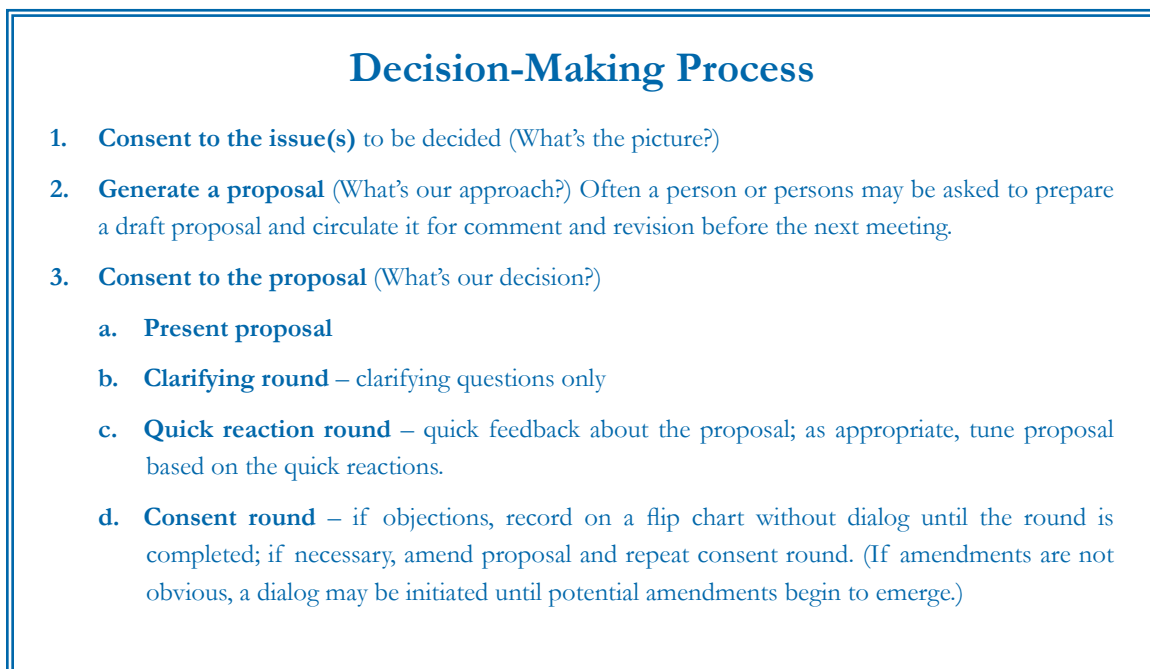 Decision-Making Process
1. Consent to the issue(s) to be decided (What's the picture?)
2. Generate a proposal (What's our approach?) Often a person or persons may be asked to prepare
a draft proposal and circulate it for comment and revision before the next meeting.
3. Consent to the proposal (What's our decision?)
a. Present proposal
b. Clarifying round – clarifying questions only
c. Quick reaction round – quick feedback about the proposal; as appropriate, tune proposal
based on the quick reactions.
d. Consent round – if objections, record on a flip chart without dialog until the round is
completed; if necessary, amend proposal and repeat consent round. (If amendments are not
obvious, a dialog may be initiated until potential amendments begin to emerge.)